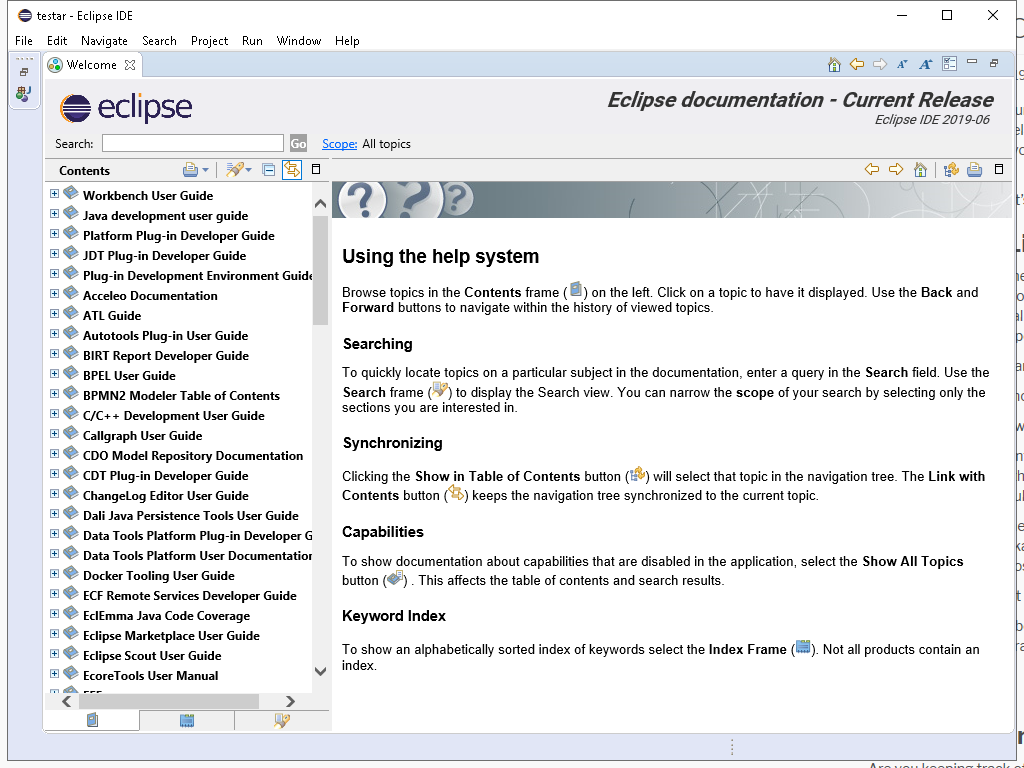 testar - Eclipse IDE
File Edit Navigate Search Project Run Window Help
Welcome
eclipse
Eclipse documentation - Current Release
Eclipse IDE 2019-06
Search: Go Scope: All topics
Contents
Workbench User Guide
Java development user guide
Platform Plug-in Developer Guide
JDT Plug-in Developer Guide
Plug-in Development Environment Guide
Acceleo Documentation
ATL Guide
Autotools Plug-in User Guide
BIRT Report Developer Guide
BPEL User Guide
BPMN2 Modeler Table of Contents
C/C++ Development User Guide
Callgraph User Guide
CDO Model Repository Documentation
CDT Plug-in Developer Guide
ChangeLog Editor User Guide
Dali Java Persistence Tools User Guide
Data Tools Platform Plug-in Developer G
Data Tools Platform User Documentation
Docker Tooling User Guide
ECF Remote Services Developer Guide
EclEmma Java Code Coverage
Eclipse Marketplace User Guide
Eclipse Scout User Guide
EcoreTools User Manual
Using the help system
Browse topics in the Contents frame ( ) on the left. Click on a topic to have it displayed. Use the Back and
Forward buttons to navigate within the history of viewed topics.
Searching
To quickly locate topics on a particular subject in the documentation, enter a query in the Search field. Use the
Search frame ( ) to display the Search view. You can narrow the scope of your search by selecting only the
sections you are interested in.
Synchronizing
Clicking the Show in Table of Contents button ( ) will select that topic in the navigation tree. The Link with
Contents button ( ) keeps the navigation tree synchronized to the current topic.
Capabilities
To show documentation about capabilities that are disabled in the application, select the Show All Topics
button ( ) . This affects the table of contents and search results.
Keyword Index
To show an alphabetically sorted index of keywords select the Index Frame ( ). Not all products contain an
index.